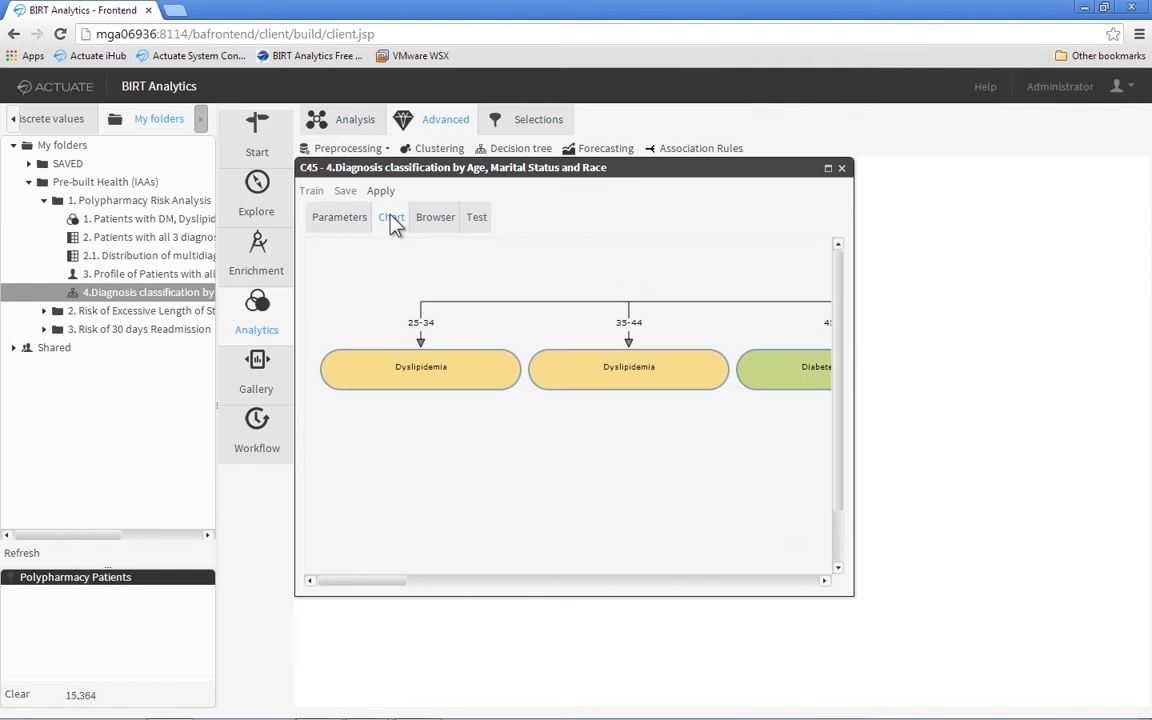 BIRT Analytics - Frontend
mga06936:8114/bafrontend/client/build/client.jsp
Apps Actuate iHub Actuate System Con... BIRT Analytics Free ... VMware WSX Other bookmarks
ACTUATE BIRT Analytics Help Administrator
iscrete values My folders
My folders
SAVED
Pre-built Health (IAAs)
1. Polypharmacy Risk Analysis
1. Patients with DM, Dyslipid
2. Patients with all 3 diagno
2.1. Distribution of multidiag
3. Profile of Patients with all
4.Diagnosis classification by
2. Risk of Excessive Length of St
3. Risk of 30 days Readmission
Shared
Refresh
Polypharmacy Patients
Clear 15,364
Start
Explore
Enrichment
Analytics
Gallery
Workflow
Analysis Advanced Selections
Preprocessing Clustering Decision tree Forecasting Association Rules
C45 - 4.Diagnosis classification by Age, Marital Status and Race
Train Save Apply
Parameters Chart Browser Test
25-34 35-44
Dyslipidemia Dyslipidemia Diabete